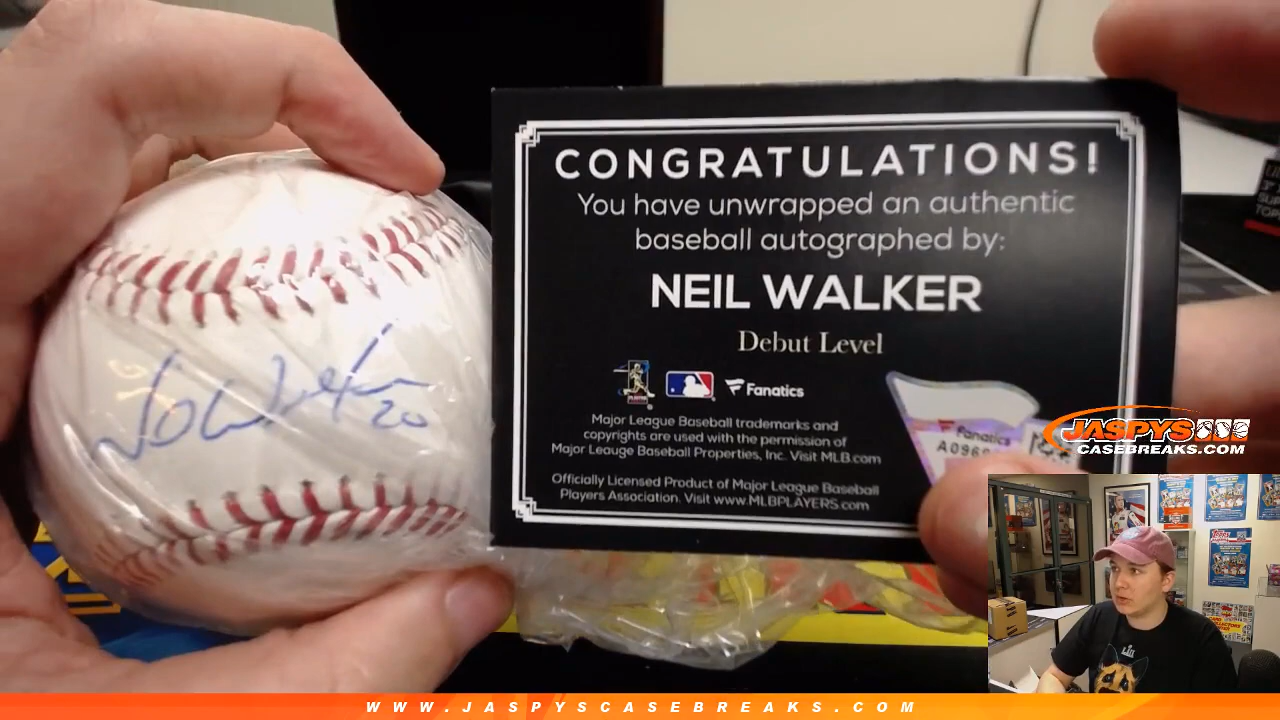 CONGRATULATIONS!
You have unwrapped an authentic
baseball autographed by:
NEIL WALKER
Debut Level
Fanatics
Major League Baseball trademarks and
copyrights are used with the permission of
Major Leauge Baseball Properties, Inc. Visit MLB.com
Officially Licensed Product of Major League Baseball
Players Association. Visit www.MLBPLAYERS.com
Fanatics
20
JASPYS
CASEBREAKS.COM
WWW.JASPYSCASEBREAKS.COM